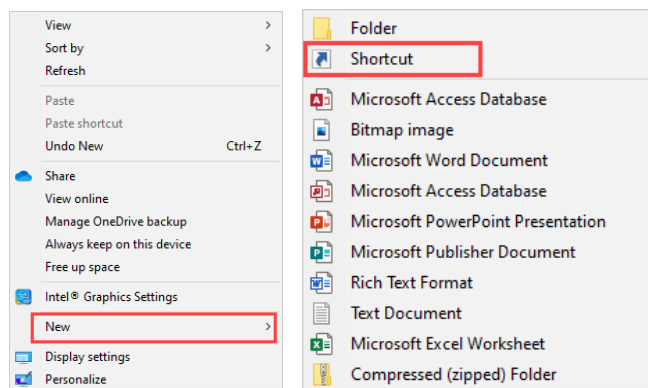 View
Sort by
Refresh
Paste
Paste shortcut
Undo New Ctrl+Z
Share
View online
Manage OneDrive backup
Always keep on this device
Free up space
Intel® Graphics Settings
New
Display settings
Personalize
Folder
Shortcut
Microsoft Access Database
Bitmap image
Microsoft Word Document
Microsoft Access Database
Microsoft PowerPoint Presentation
Microsoft Publisher Document
Rich Text Format
Text Document
Microsoft Excel Worksheet
Compressed (zipped) Folder